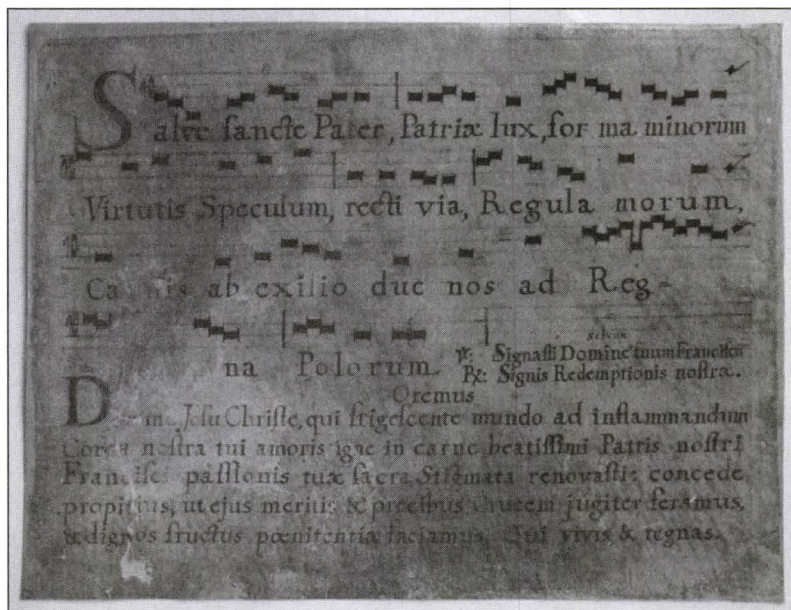 Salve sancte Pater, Patriæ lux, for ma minorum
Virtutis Speculum, recti via, Regula morum.
Carnis ab exilio duc nos ad Reg-
na Polorum.
℣: Signasti Domine tuum Franciscu
℟: Signis Redemptionis nostræ.
Oremus
Domine Jesu Christe, qui frigescente mundo ad inflammandum
Corda nostra tui amoris igne in carne beatissimi Patris nostri
Francisci passionis tuæ sacra Stigmata renovasti: concede
propitius, ut ejus meritis & precibus Crucem jugiter feramus,
& dignos fructus pœnitentiæ faciamus. Qui vivis & regnas.